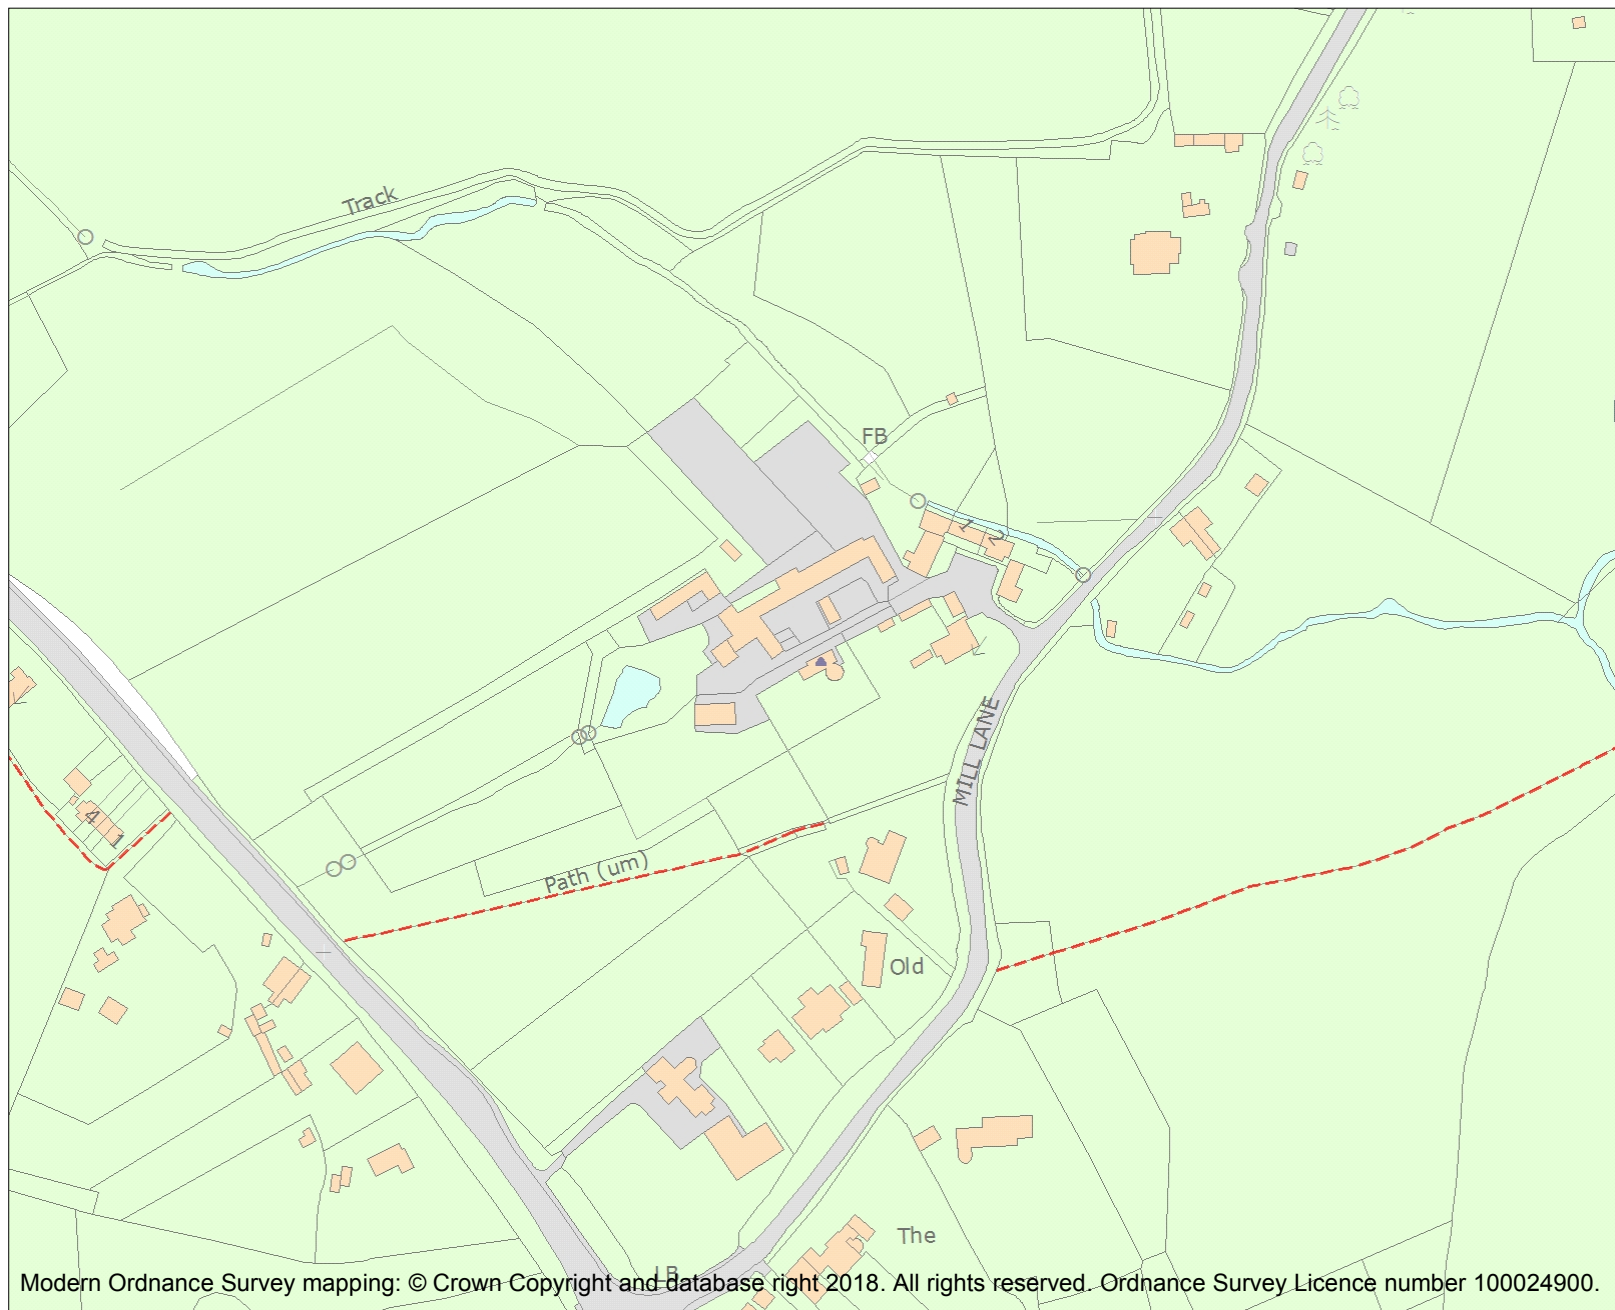 Track
FB
1
2
MILL LANE
4
1
Path (um)
Old
The
LB
Modern Ordnance Survey mapping: © Crown Copyright and database right 2018. All rights reserved. Ordnance Survey Licence number 100024900.